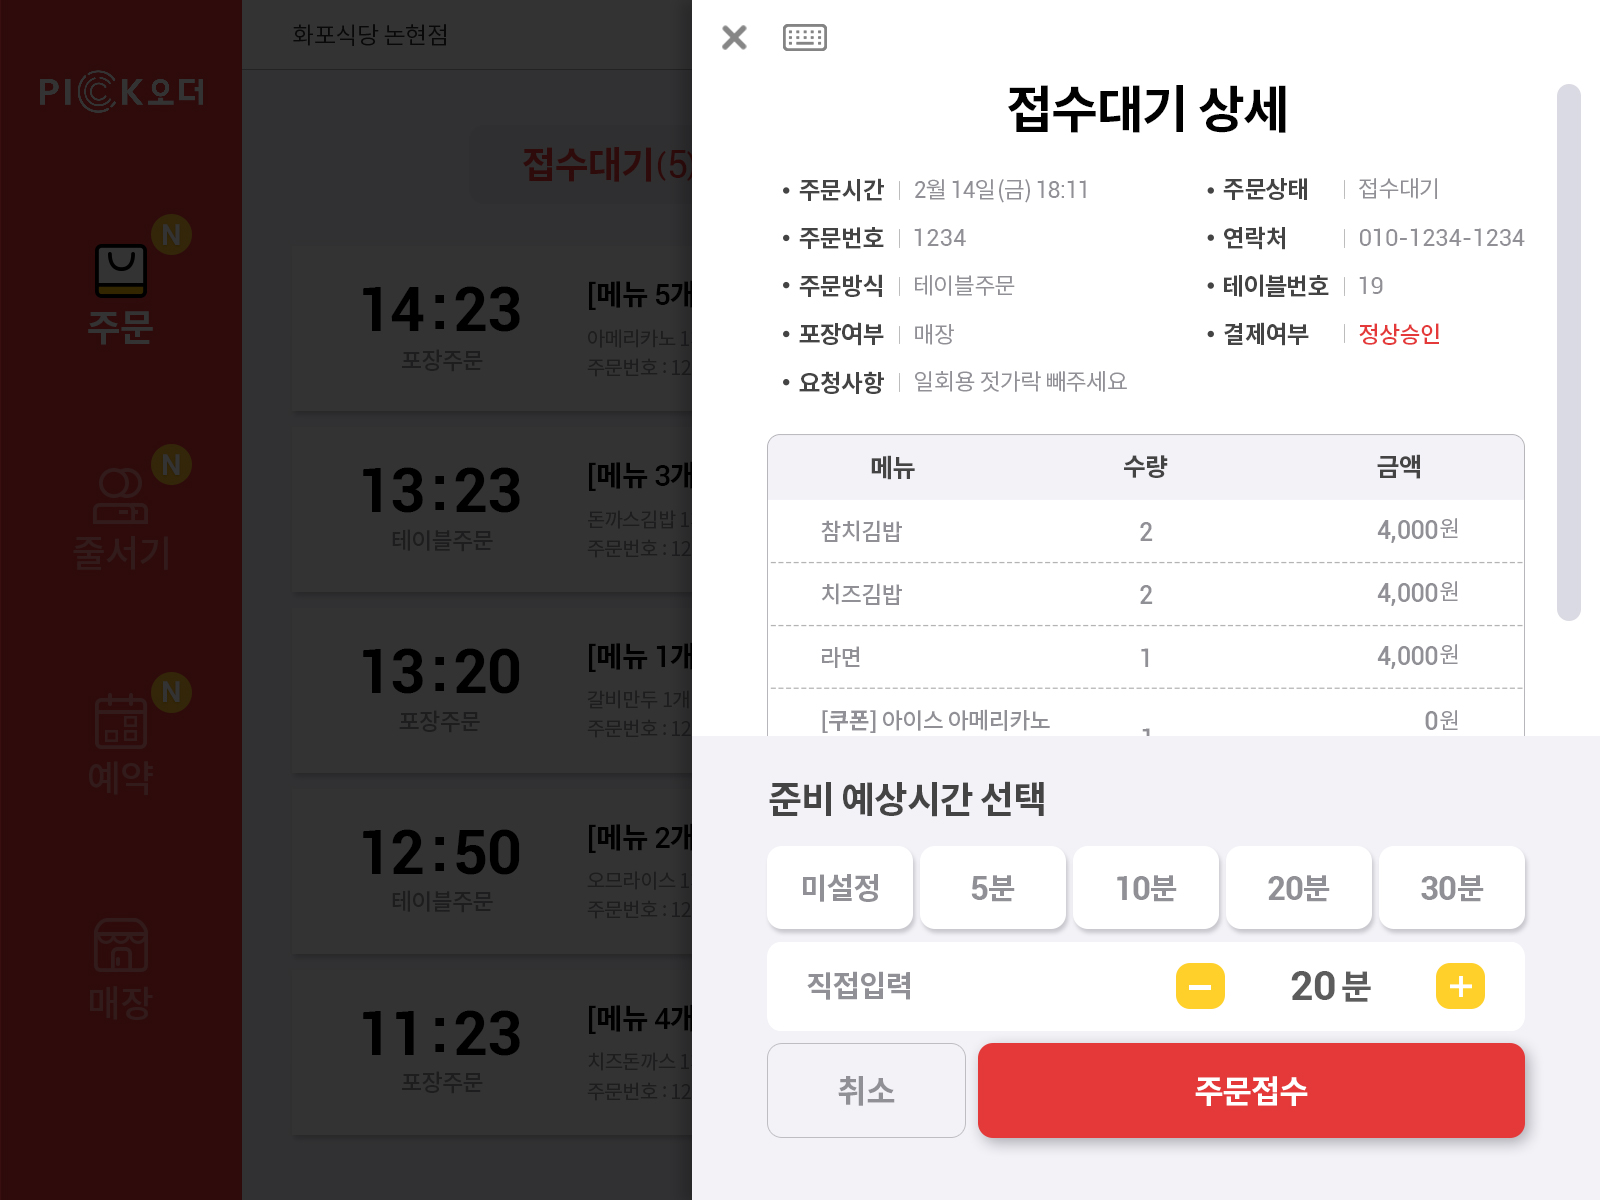 화포식당 논현점
PICK오더
접수대기(5)
N
주문
N
줄서기
N
예약
매장
14:23
포장주문
[메뉴 5개
아메리카노 1
주문번호 : 12
13:23
테이블주문
[메뉴 3개
돈까스김밥 1
주문번호 : 12
13:20
포장주문
[메뉴 1개
갈비만두 1개
주문번호 : 12
12:50
테이블주문
[메뉴 2개
오므라이스 1
주문번호 : 12
11:23
포장주문
[메뉴 4개
치즈돈까스 1
주문번호 : 12
접수대기 상세
• 주문시간 | 2월 14일(금) 18:11
• 주문상태 | 접수대기
• 주문번호 | 1234
• 연락처 | 010-1234-1234
• 주문방식 | 테이블주문
• 테이블번호 | 19
• 포장여부 | 매장
• 결제여부 | 정상승인
• 요청사항 | 일회용 젓가락 빼주세요
메뉴 수량 금액
참치김밥 2 4,000원
치즈김밥 2 4,000원
라면 1 4,000원
[쿠폰] 아이스 아메리카노 1 0원
준비 예상시간 선택
미설정 5분 10분 20분 30분
직접입력 - 20 분 +
취소 주문접수